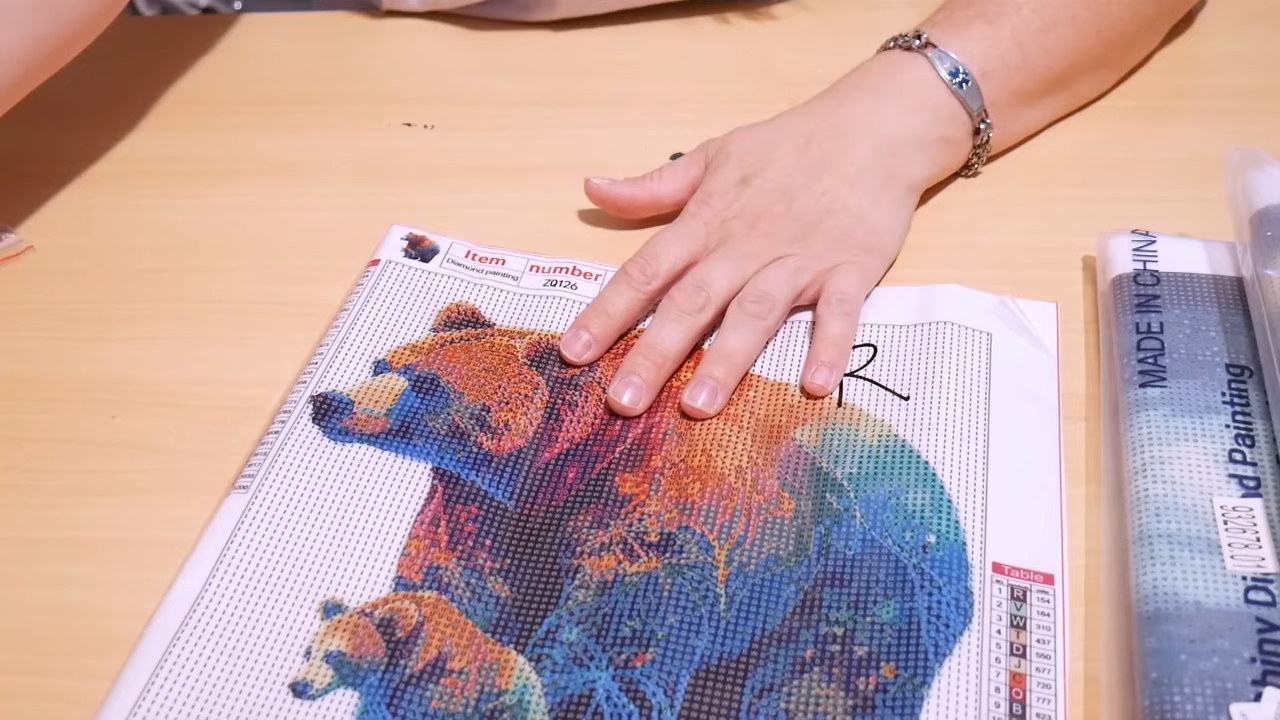 Item number
Diamond painting ZQ126
R
Table
1 R 154
2 V 164
3 W 310
4 T 437
5 D 550
6 J 677
7 C 720
8 O 777
9 B
MADE IN CHINA
Painting